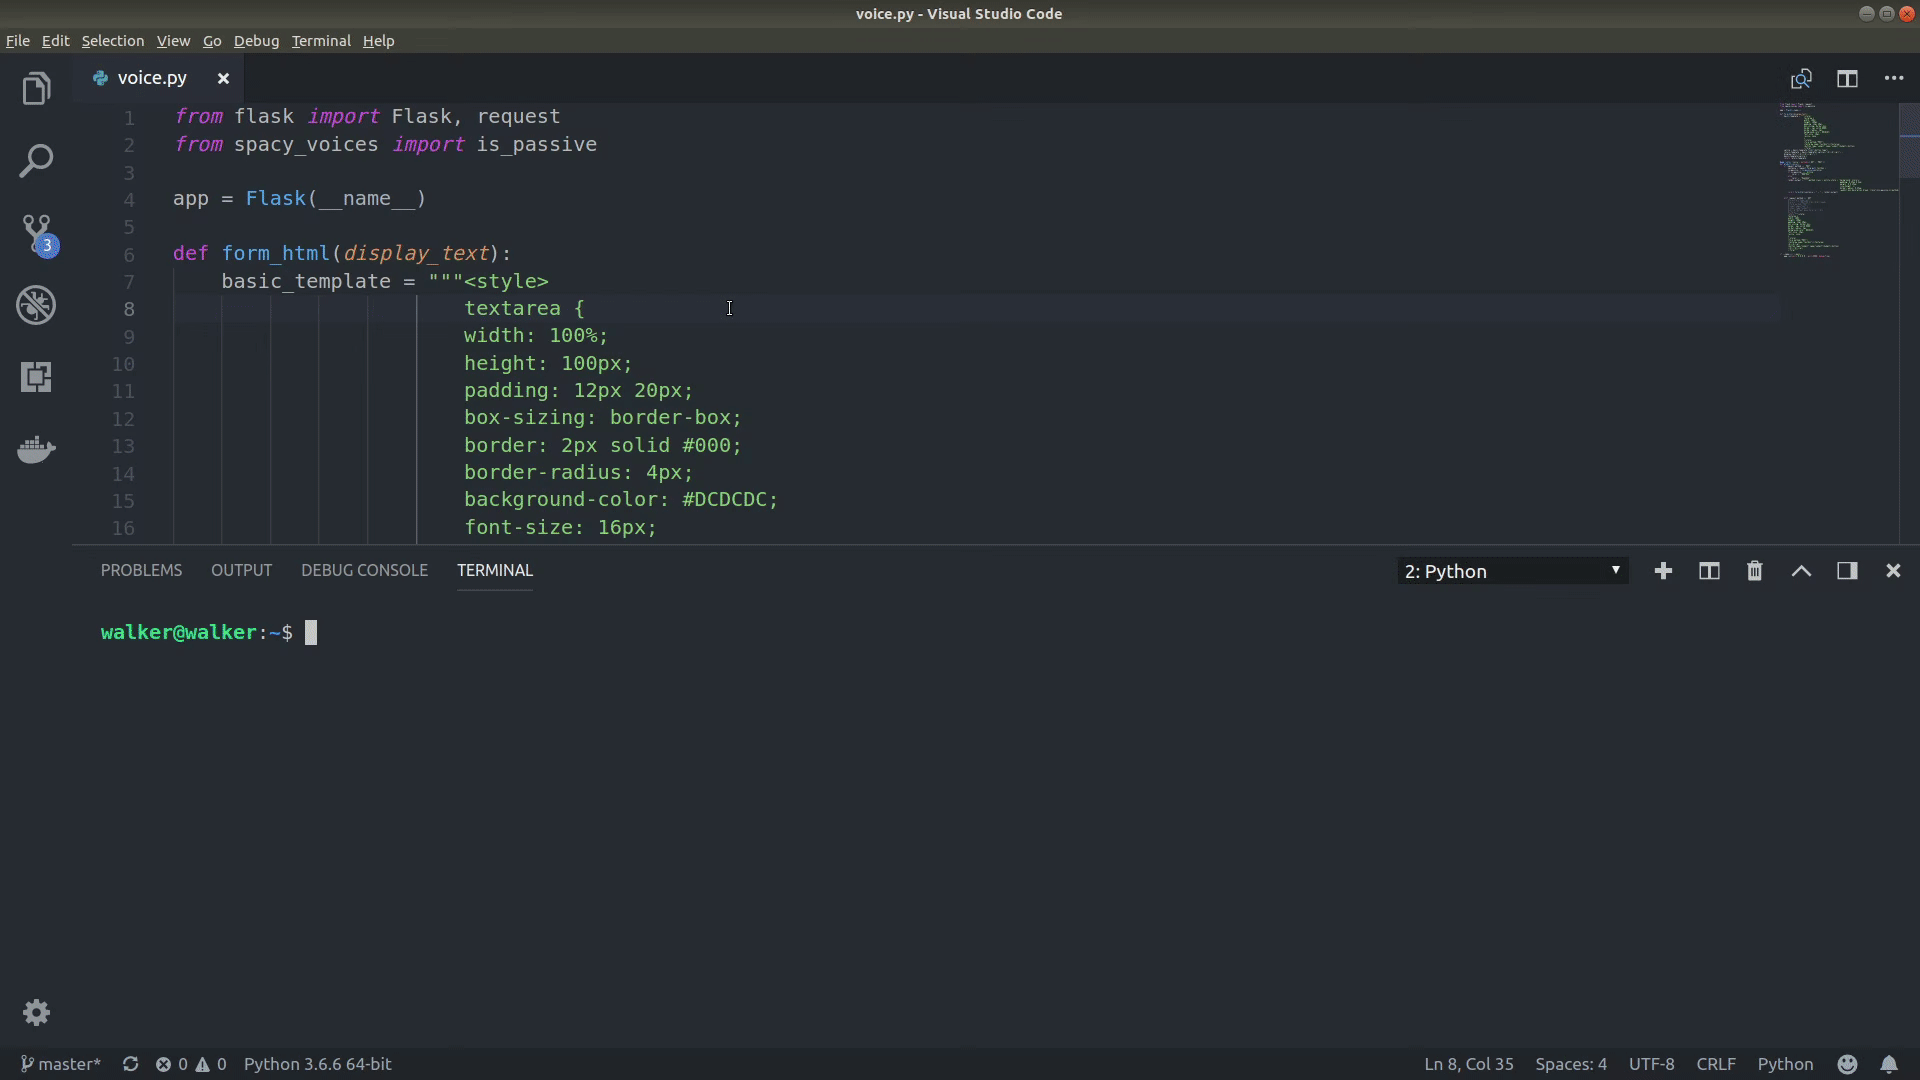 voice.py - Visual Studio Code
File Edit Selection View Go Debug Terminal Help
voice.py
1 from flask import Flask, request
2 from spacy_voices import is_passive
3
4 app = Flask(__name__)
5
6 def form_html(display_text):
7 basic_template = """<style>
8 textarea {
9 width: 100%;
10 height: 100px;
11 padding: 12px 20px;
12 box-sizing: border-box;
13 border: 2px solid #000;
14 border-radius: 4px;
15 background-color: #DCDCDC;
16 font-size: 16px;
3
PROBLEMS OUTPUT DEBUG CONSOLE TERMINAL 2: Python
walker@walker:~$
master* 0 0 Python 3.6.6 64-bit Ln 8, Col 35 Spaces: 4 UTF-8 CRLF Python